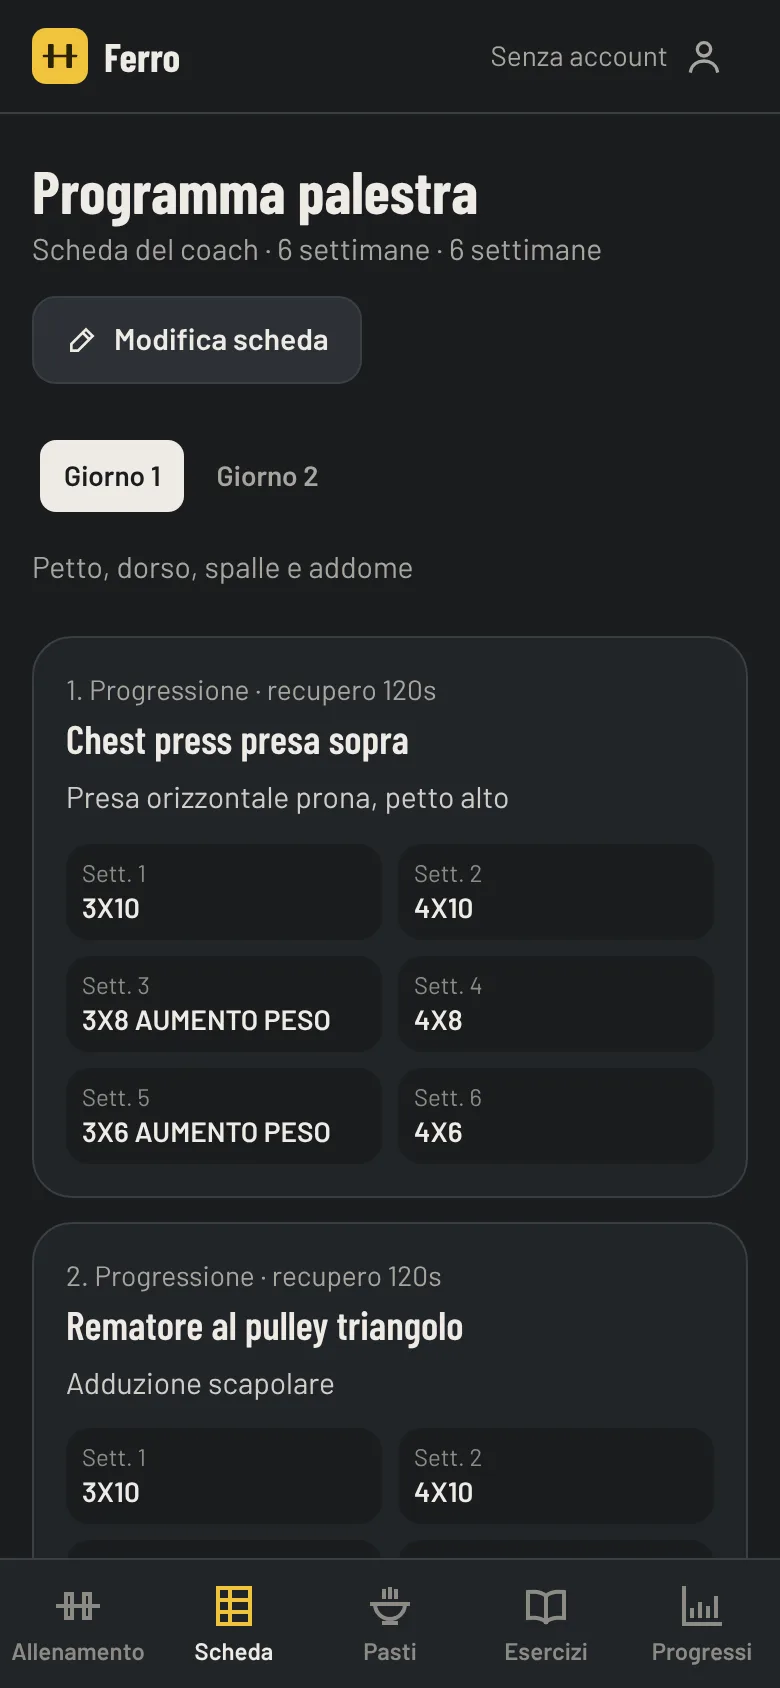 Ferro
Senza account
Programma palestra
Scheda del coach · 6 settimane · 6 settimane
Modifica scheda
Giorno 1
Giorno 2
Petto, dorso, spalle e addome
1. Progressione · recupero 120s
Chest press presa sopra
Presa orizzontale prona, petto alto
Sett. 1
3X10
Sett. 2
4X10
Sett. 3
3X8 AUMENTO PESO
Sett. 4
4X8
Sett. 5
3X6 AUMENTO PESO
Sett. 6
4X6
2. Progressione · recupero 120s
Rematore al pulley triangolo
Adduzione scapolare
Sett. 1
3X10
Sett. 2
4X10
Allenamento
Scheda
Pasti
Esercizi
Progressi